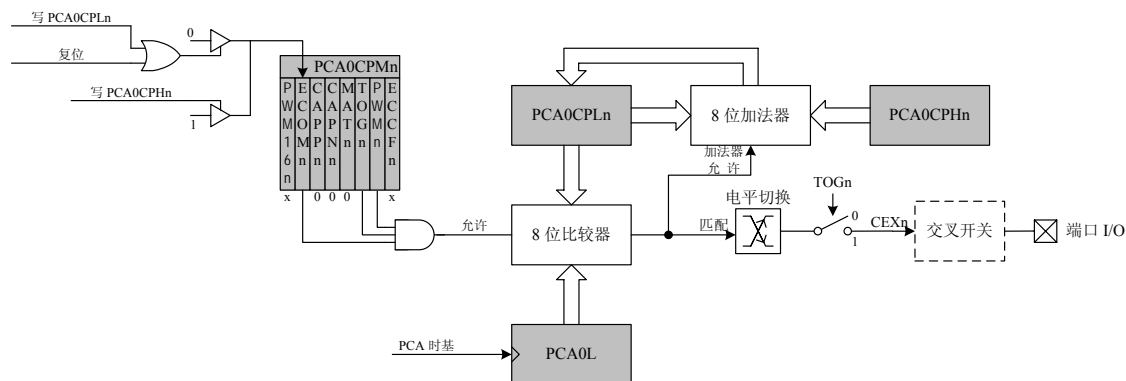 写 PCA0CPLn
0
复位
写 PCA0CPHn
1
PCA0CPMn
PWM16n
ECOMn
CAPPn
CAPNn
MATn
TOGn
PWMn
ECCFn
x
0
0
0
x
PCA0CPLn
8 位加法器
PCA0CPHn
加法器
允许
TOGn
电平切换
允许
8 位比较器
匹配
0
1
CEXn
交叉开关
端口 I/O
PCA 时基
PCA0L